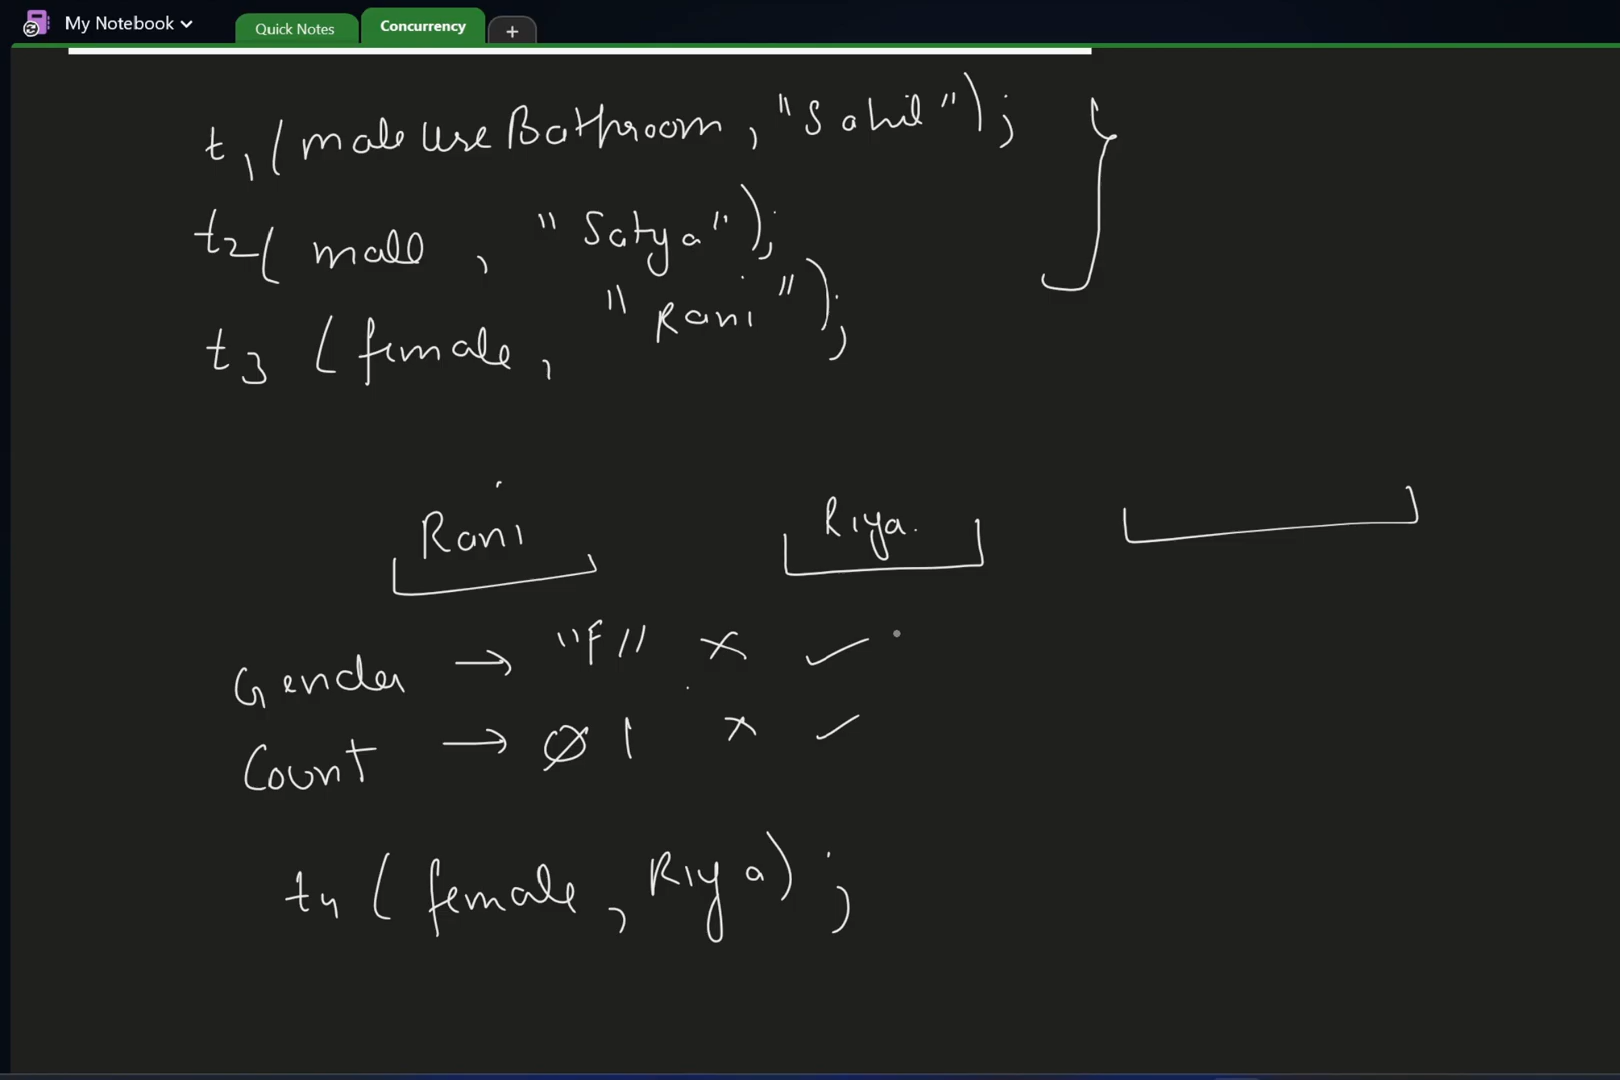 My Notebook
Quick Notes
Concurrency
+
t1(maleUseBathroom, "Sahil");
t2(male, "Satya");
t3(female, "Rani");
Rani
Riya.
Gender → "F" × ✓
Count → 0 1 × ✓
t4(female, Riya);